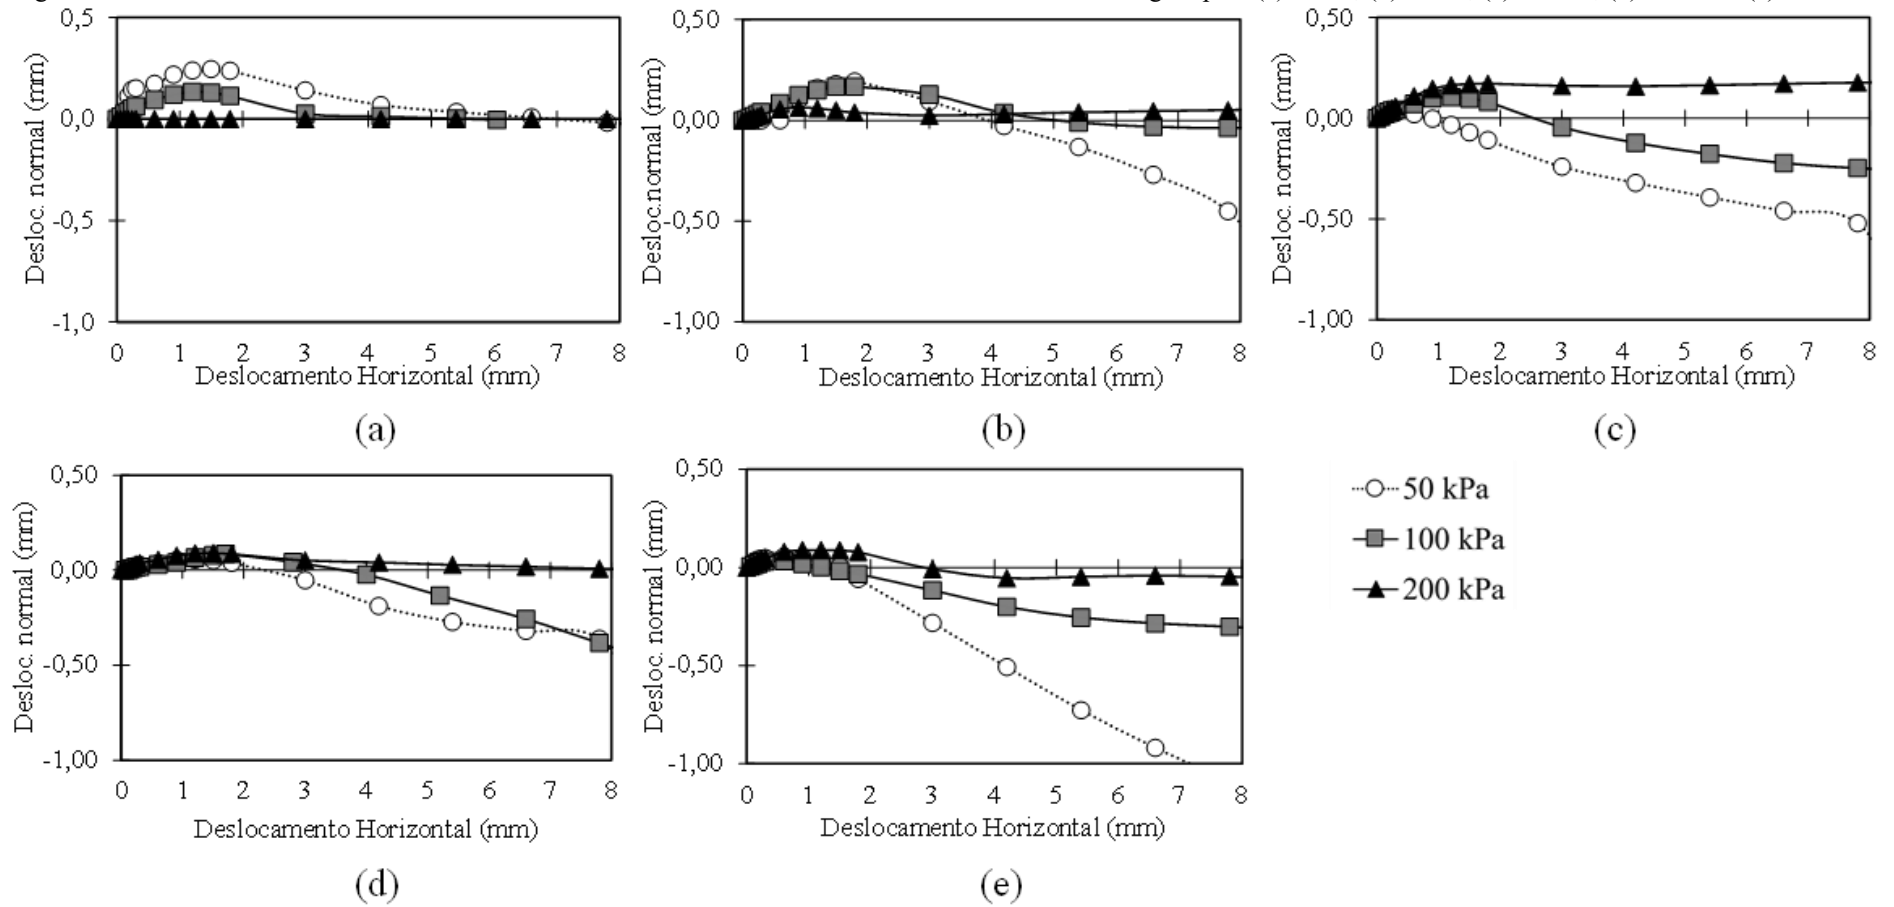 0,5
0,0
-0,5
-1,0
Desloc. normal (mm)
0 1 2 3 4 5 6 7 8
Deslocamento Horizontal (mm)
(a)
0,50
0,00
-0,50
-1,00
Desloc.normal (mm)
0 1 2 3 4 5 6 7 8
Deslocamento Horizontal (mm)
(b)
0,50
0,00
-0,50
-1,00
Desloc. normal (mm)
0 1 2 3 4 5 6 7 8
Deslocamento Horizontal (mm)
(c)
0,50
0,00
-0,50
-1,00
Desloc. normal (mm)
0 1 2 3 4 5 6 7 8
Deslocamento Horizontal (mm)
(d)
0,50
0,00
-0,50
-1,00
Desloc. normal (mm)
0 1 2 3 4 5 6 7 8
Deslocamento Horizontal (mm)
(e)
50 kPa
100 kPa
200 kPa